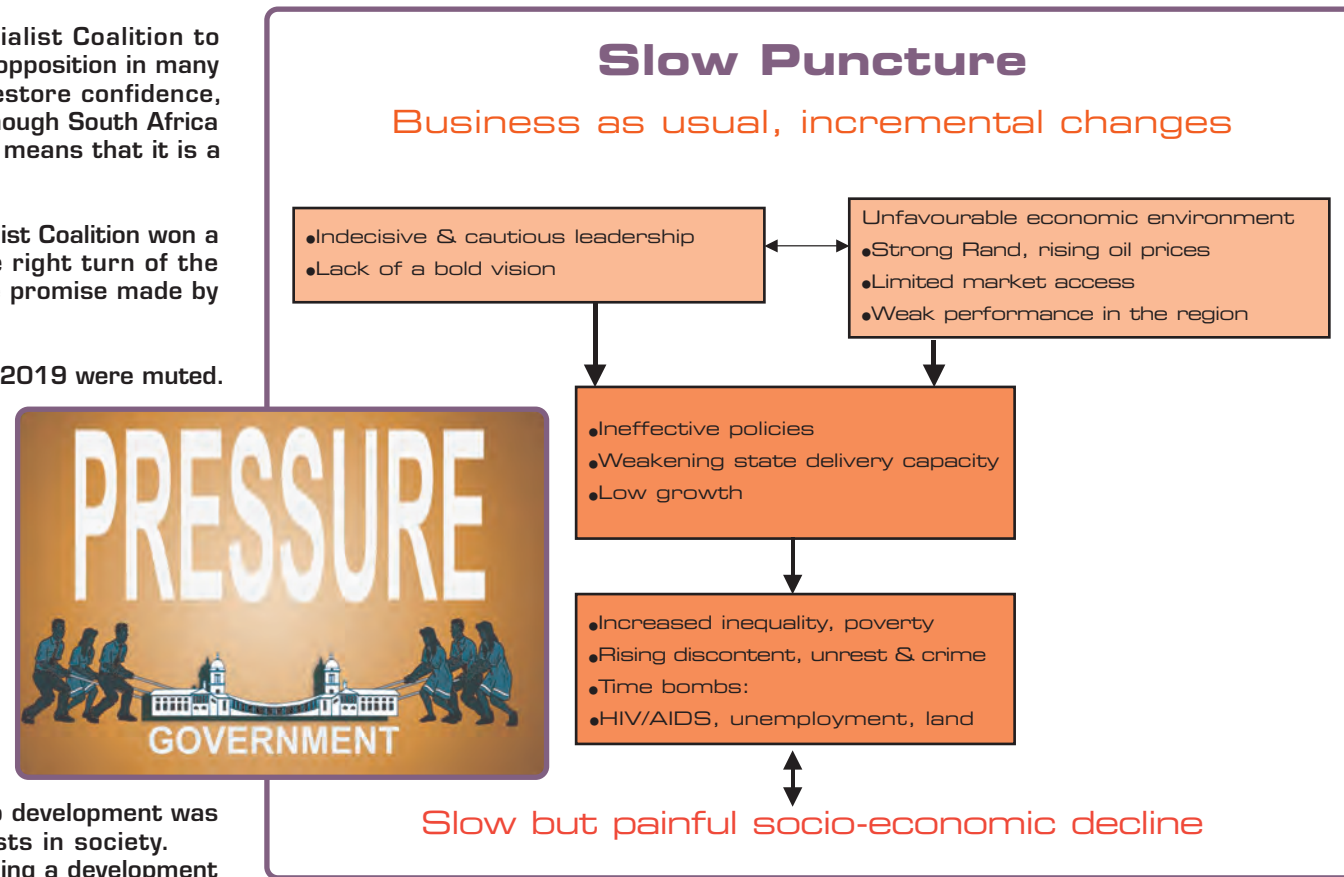 ialist Coalition to
opposition in many
estore confidence,
nough South Africa
means that it is a
ist Coalition won a
e right turn of the
promise made by
2019 were muted.
PRESSURE
GOVERNMENT
o development was
sts in society.
ing a development
Slow Puncture
Business as usual, incremental changes
•Indecisive & cautious leadership
•Lack of a bold vision
Unfavourable economic environment
•Strong Rand, rising oil prices
•Limited market access
•Weak performance in the region
•Ineffective policies
•Weakening state delivery capacity
•Low growth
•Increased inequality, poverty
•Rising discontent, unrest & crime
•Time bombs:
•HIV/AIDS, unemployment, land
Slow but painful socio-economic decline